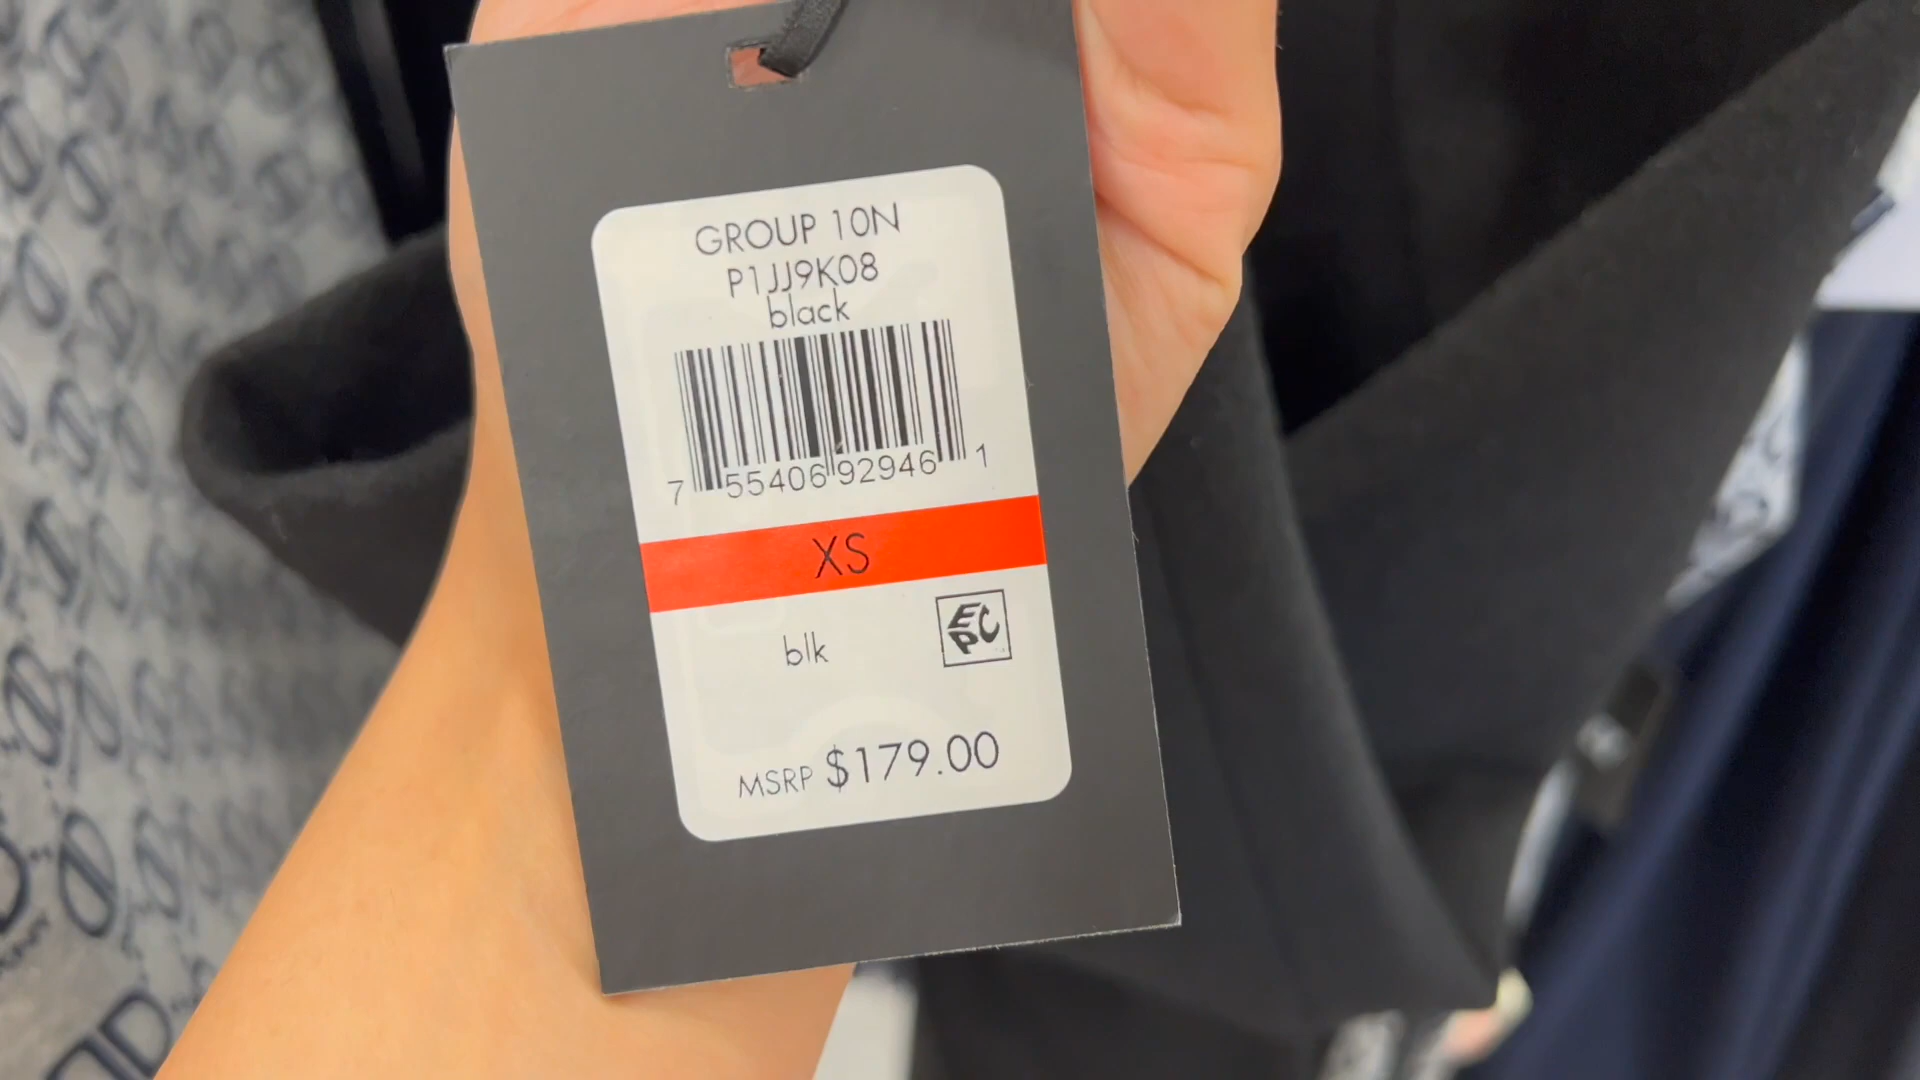 GROUP 10N
P1JJ9K08
black
7 55406 92946 1
XS
blk
EPC
MSRP $179.00